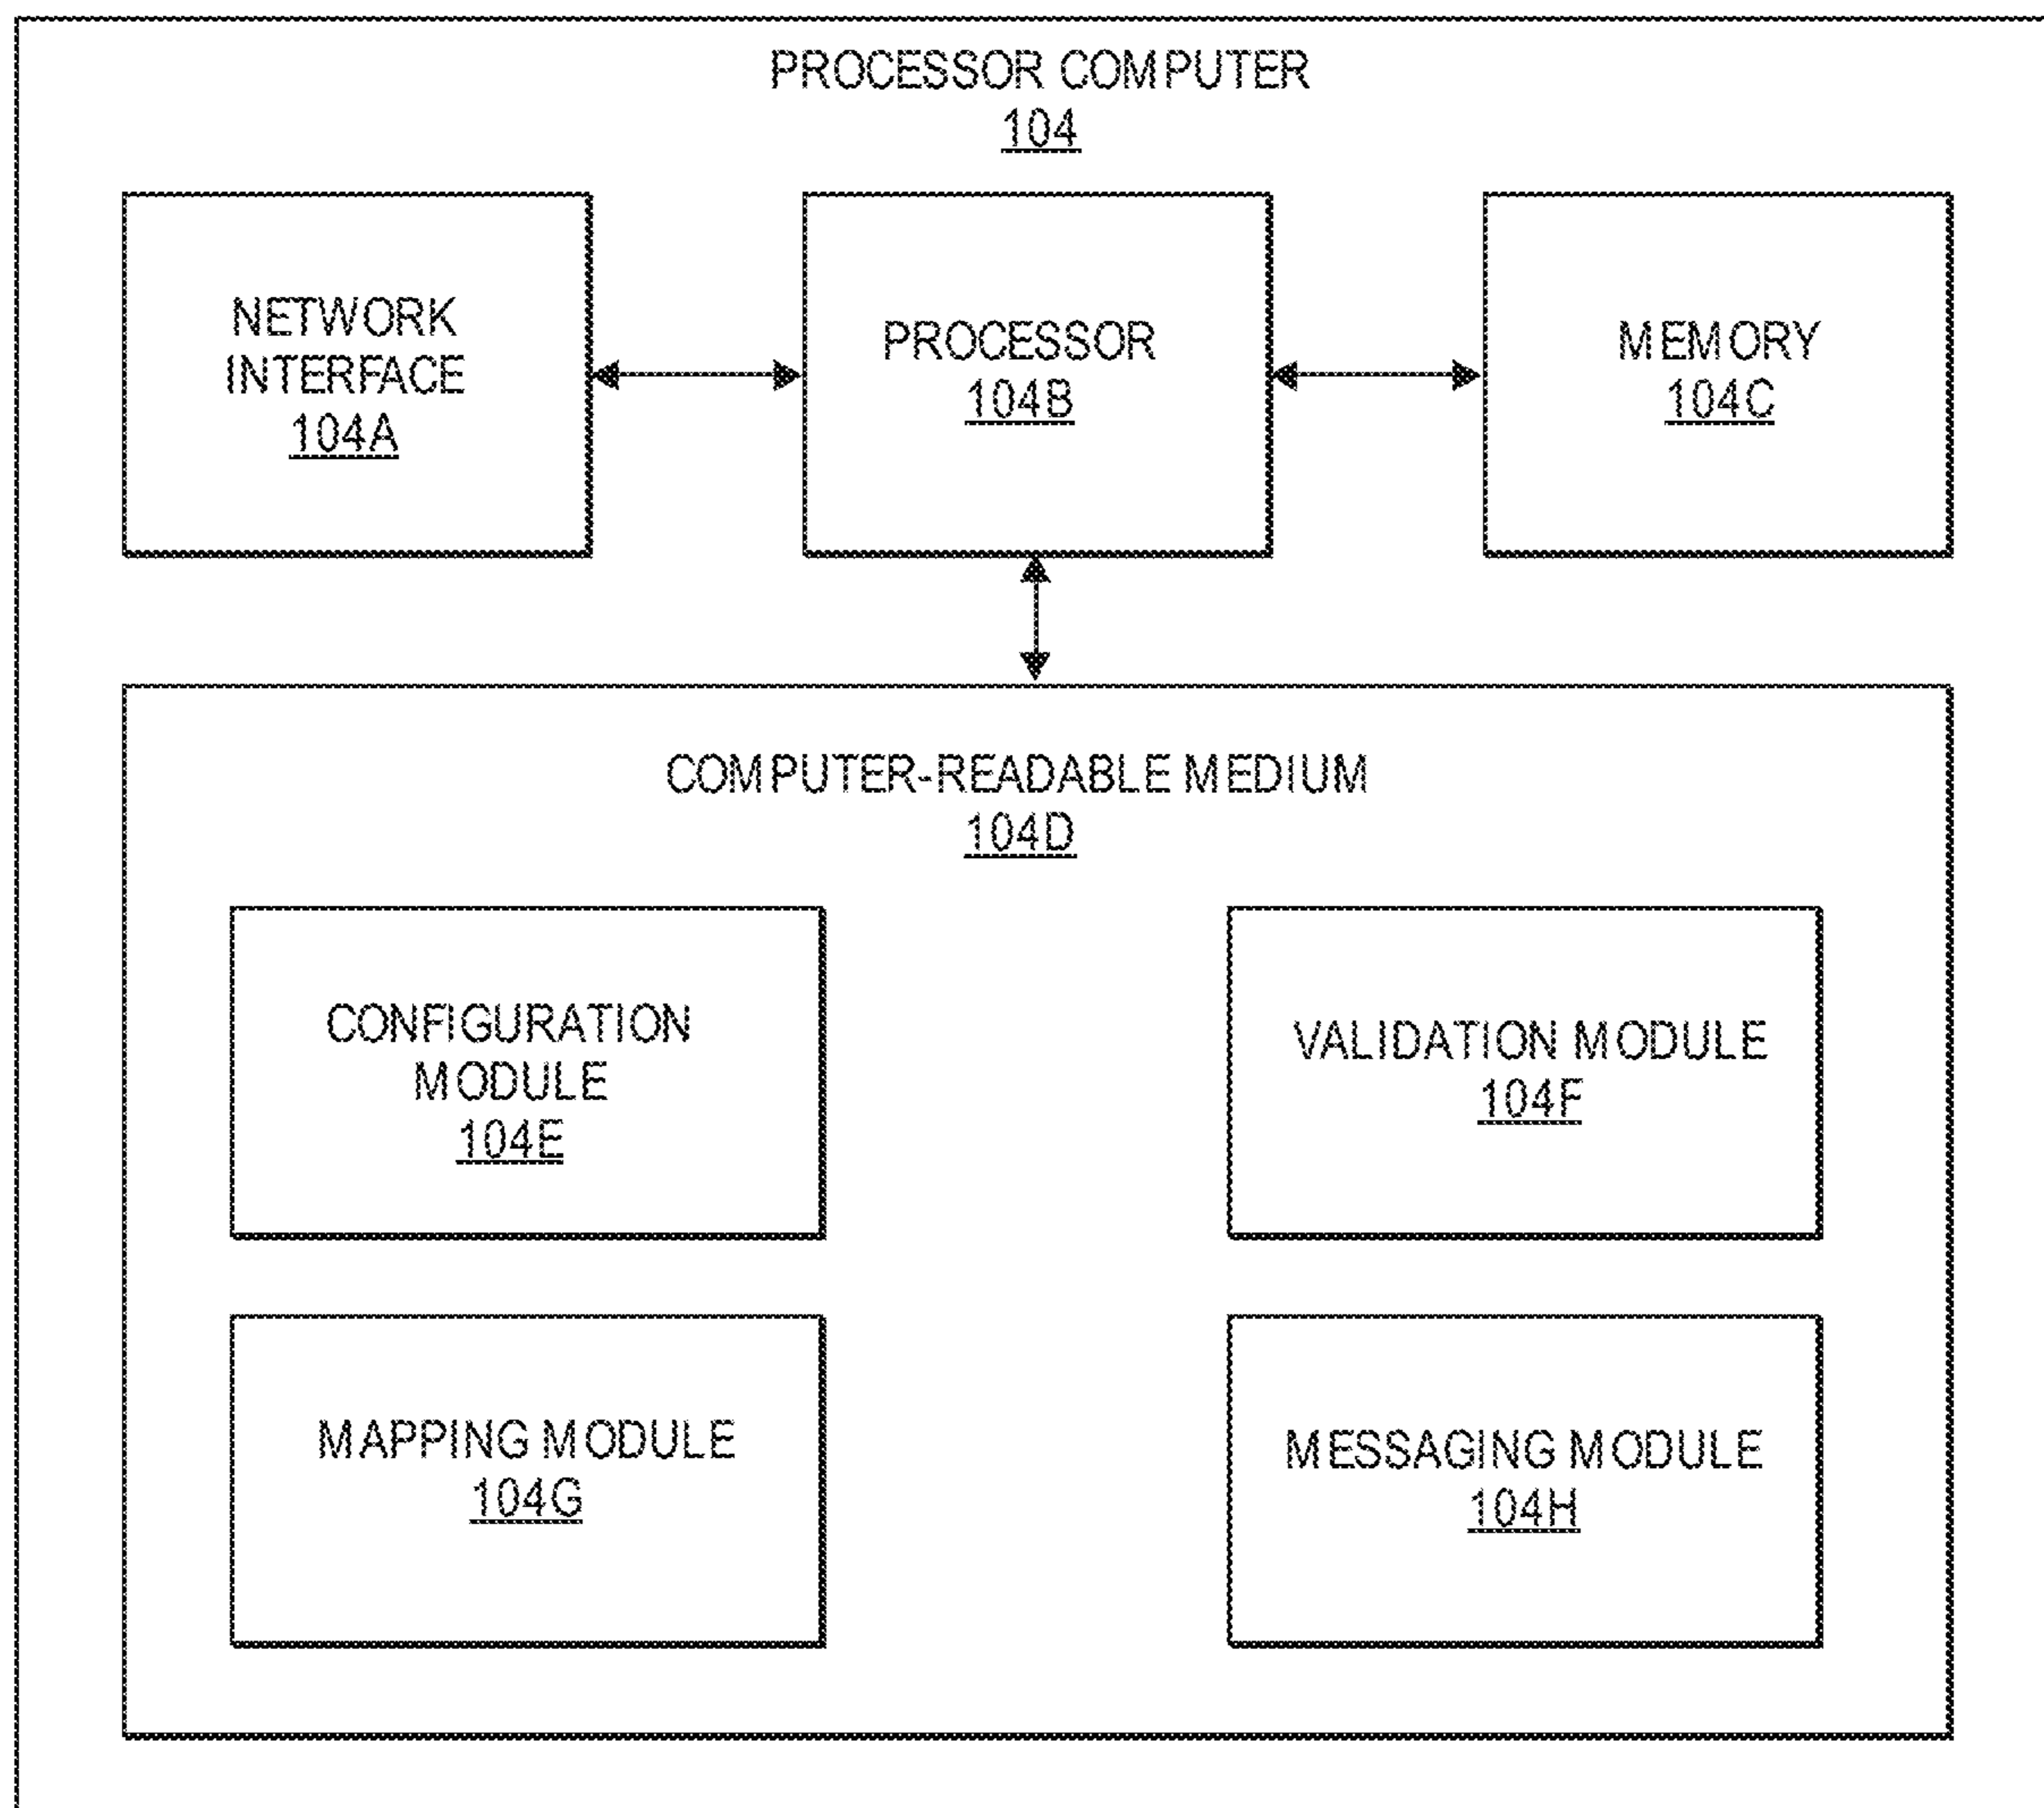 PROCESSOR COMPUTER
104
NETWORK
INTERFACE
104A
PROCESSOR
104B
MEMORY
104C
COMPUTER-READABLE MEDIUM
104D
CONFIGURATION
MODULE
104E
VALIDATION MODULE
104F
MAPPING MODULE
104G
MESSAGING MODULE
104H